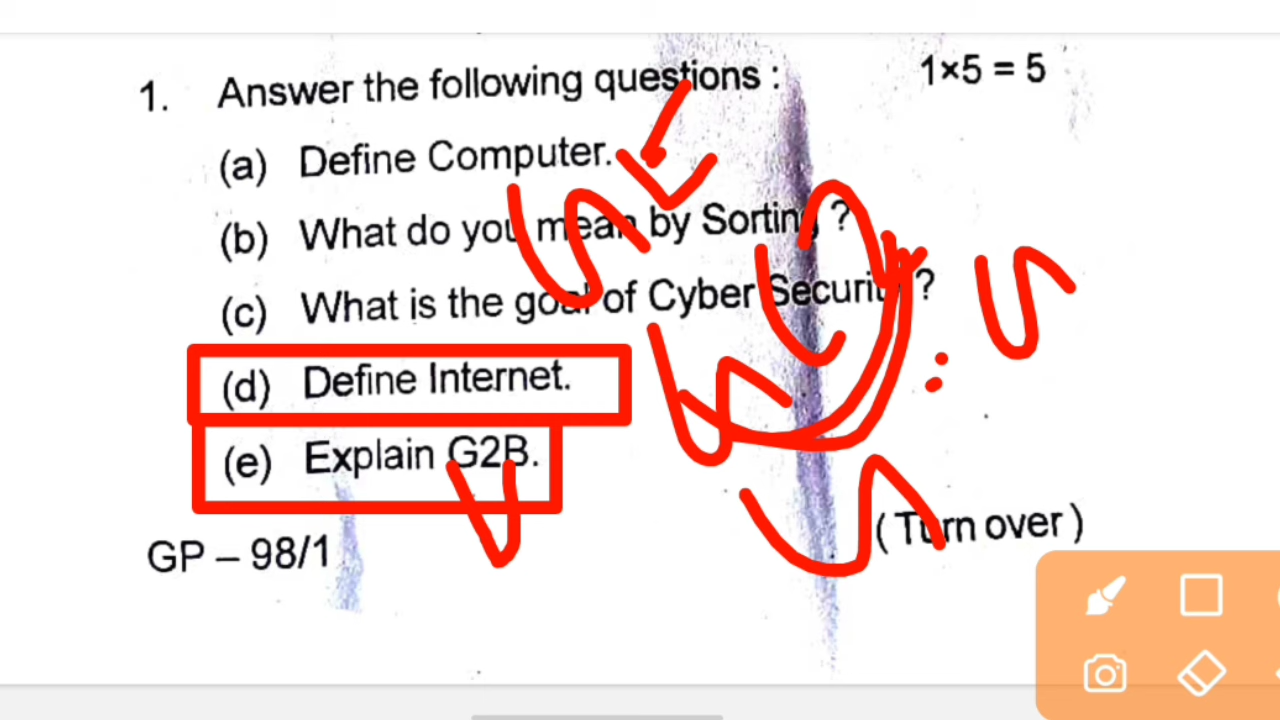 1. Answer the following questions : 1×5 = 5
(a) Define Computer.
(b) What do you mean by Sorting ?
(c) What is the goal of Cyber Security ?
(d) Define Internet.
(e) Explain G2B.
GP – 98/1 ( Turn over )